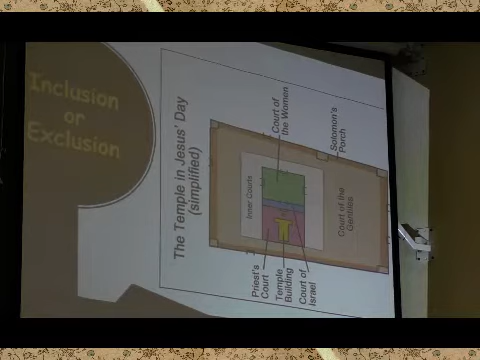 Inclusion
or
Exclusion
The Temple in Jesus' Day
(simplified)
Court of
the Women
Solomon's
Porch
Inner Courts
Court of the
Gentiles
Priest's
Court
Temple
Building
Court of
Israel